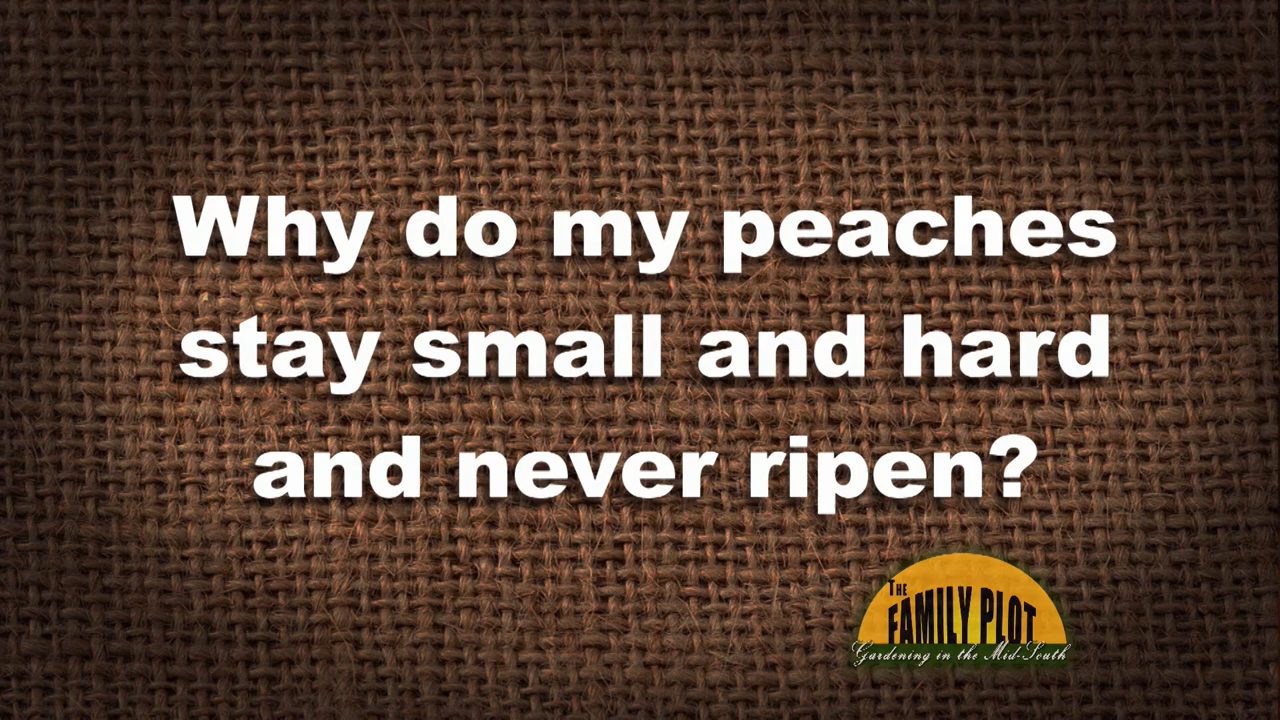 Why do my peaches
stay small and hard
and never ripen?
THE
FAMILY PLOT
Gardening in the Mid-South